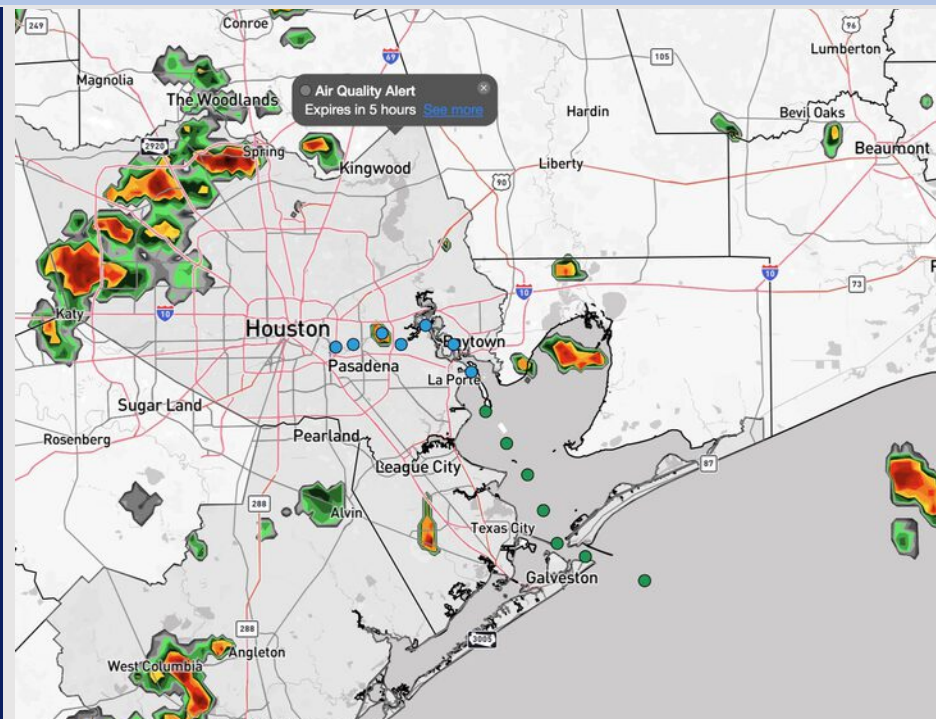 249
Conroe
69
96
Lumberton
105
Magnolia
The Woodlands
Air Quality Alert
Expires in 5 hours See more
Hardin
Bevil Oaks
2920
Spring
Kingwood
Liberty
Beaumont
90
10
73
10
Katy
10
Houston
Baytown
Pasadena
La Porte
Sugar Land
Rosenberg
Pearland
League City
87
288
Alvin
Texas City
Galveston
288
3005
Angleton
West Columbia